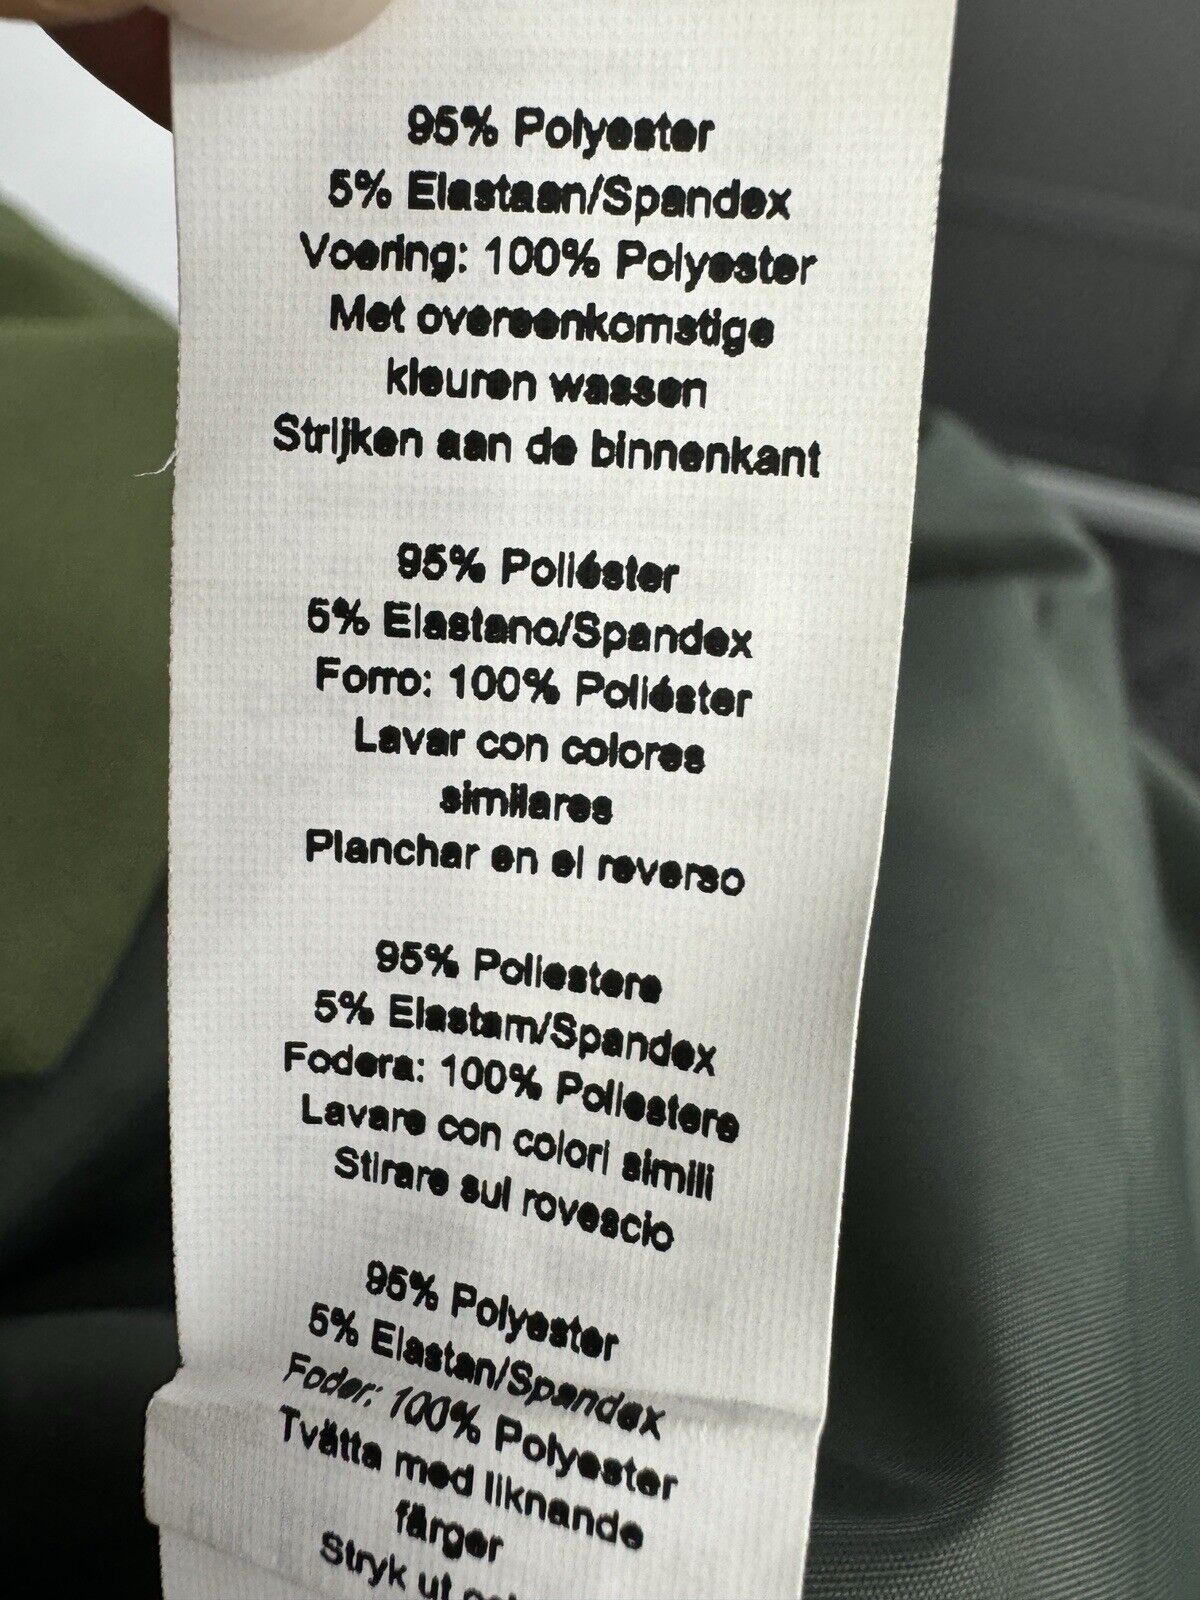 95% Polyester
5% Elastaan/Spandex
Voering: 100% Polyester
Met overeenkomstige
kleuren wassen
Strijken aan de binnenkant
95% Poliéster
5% Elastano/Spandex
Forro: 100% Poliéster
Lavar con colores
similares
Planchar en el reverso
95% Poliestere
5% Elastam/Spandex
Fodera: 100% Poliestere
Lavare con colori simili
Stirare sul rovescio
95% Polyester
5% Elastan/Spandex
Foder: 100% Polyester
Tvätta med liknande
färger
Stryk ut